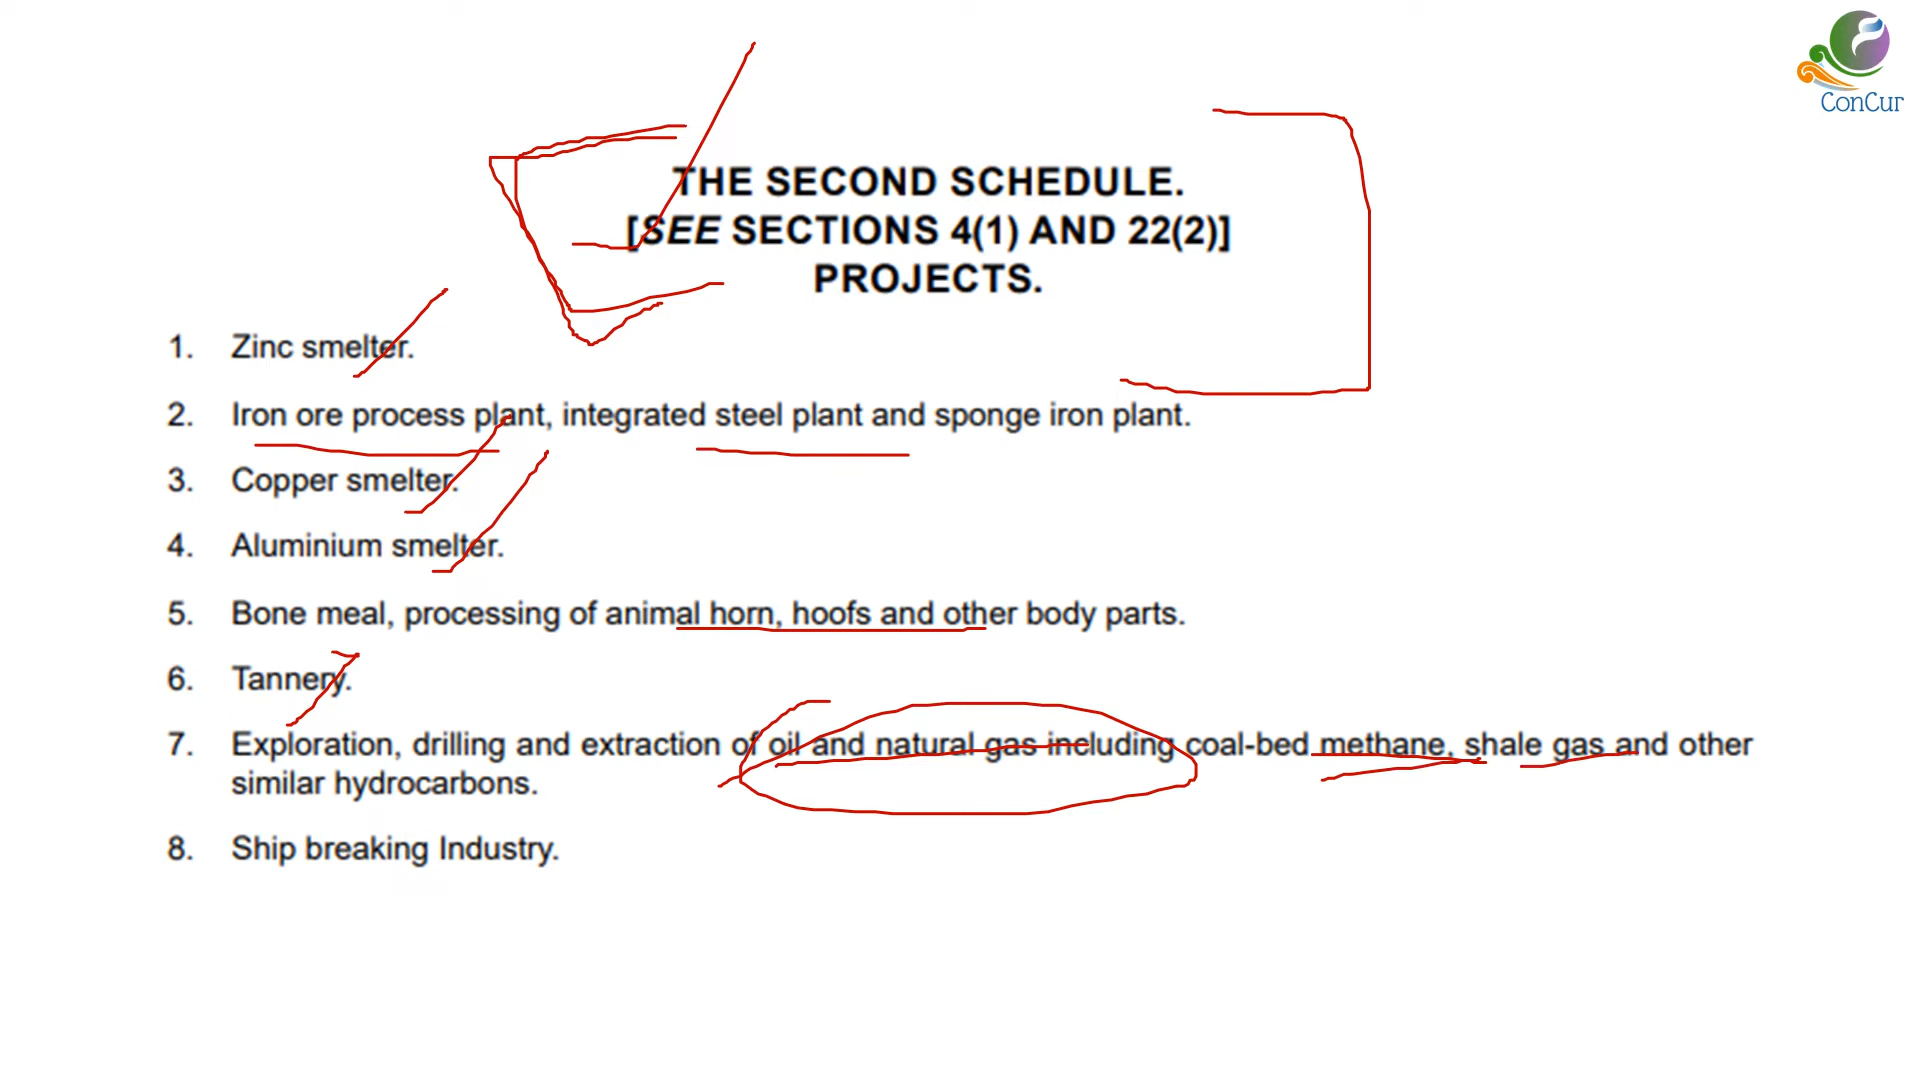 ConCur
THE SECOND SCHEDULE.
[SEE SECTIONS 4(1) AND 22(2)]
PROJECTS.
1. Zinc smelter.
2. Iron ore process plant, integrated steel plant and sponge iron plant.
3. Copper smelter.
4. Aluminium smelter.
5. Bone meal, processing of animal horn, hoofs and other body parts.
6. Tannery.
7. Exploration, drilling and extraction of oil and natural gas including coal-bed methane, shale gas and other
similar hydrocarbons.
8. Ship breaking Industry.